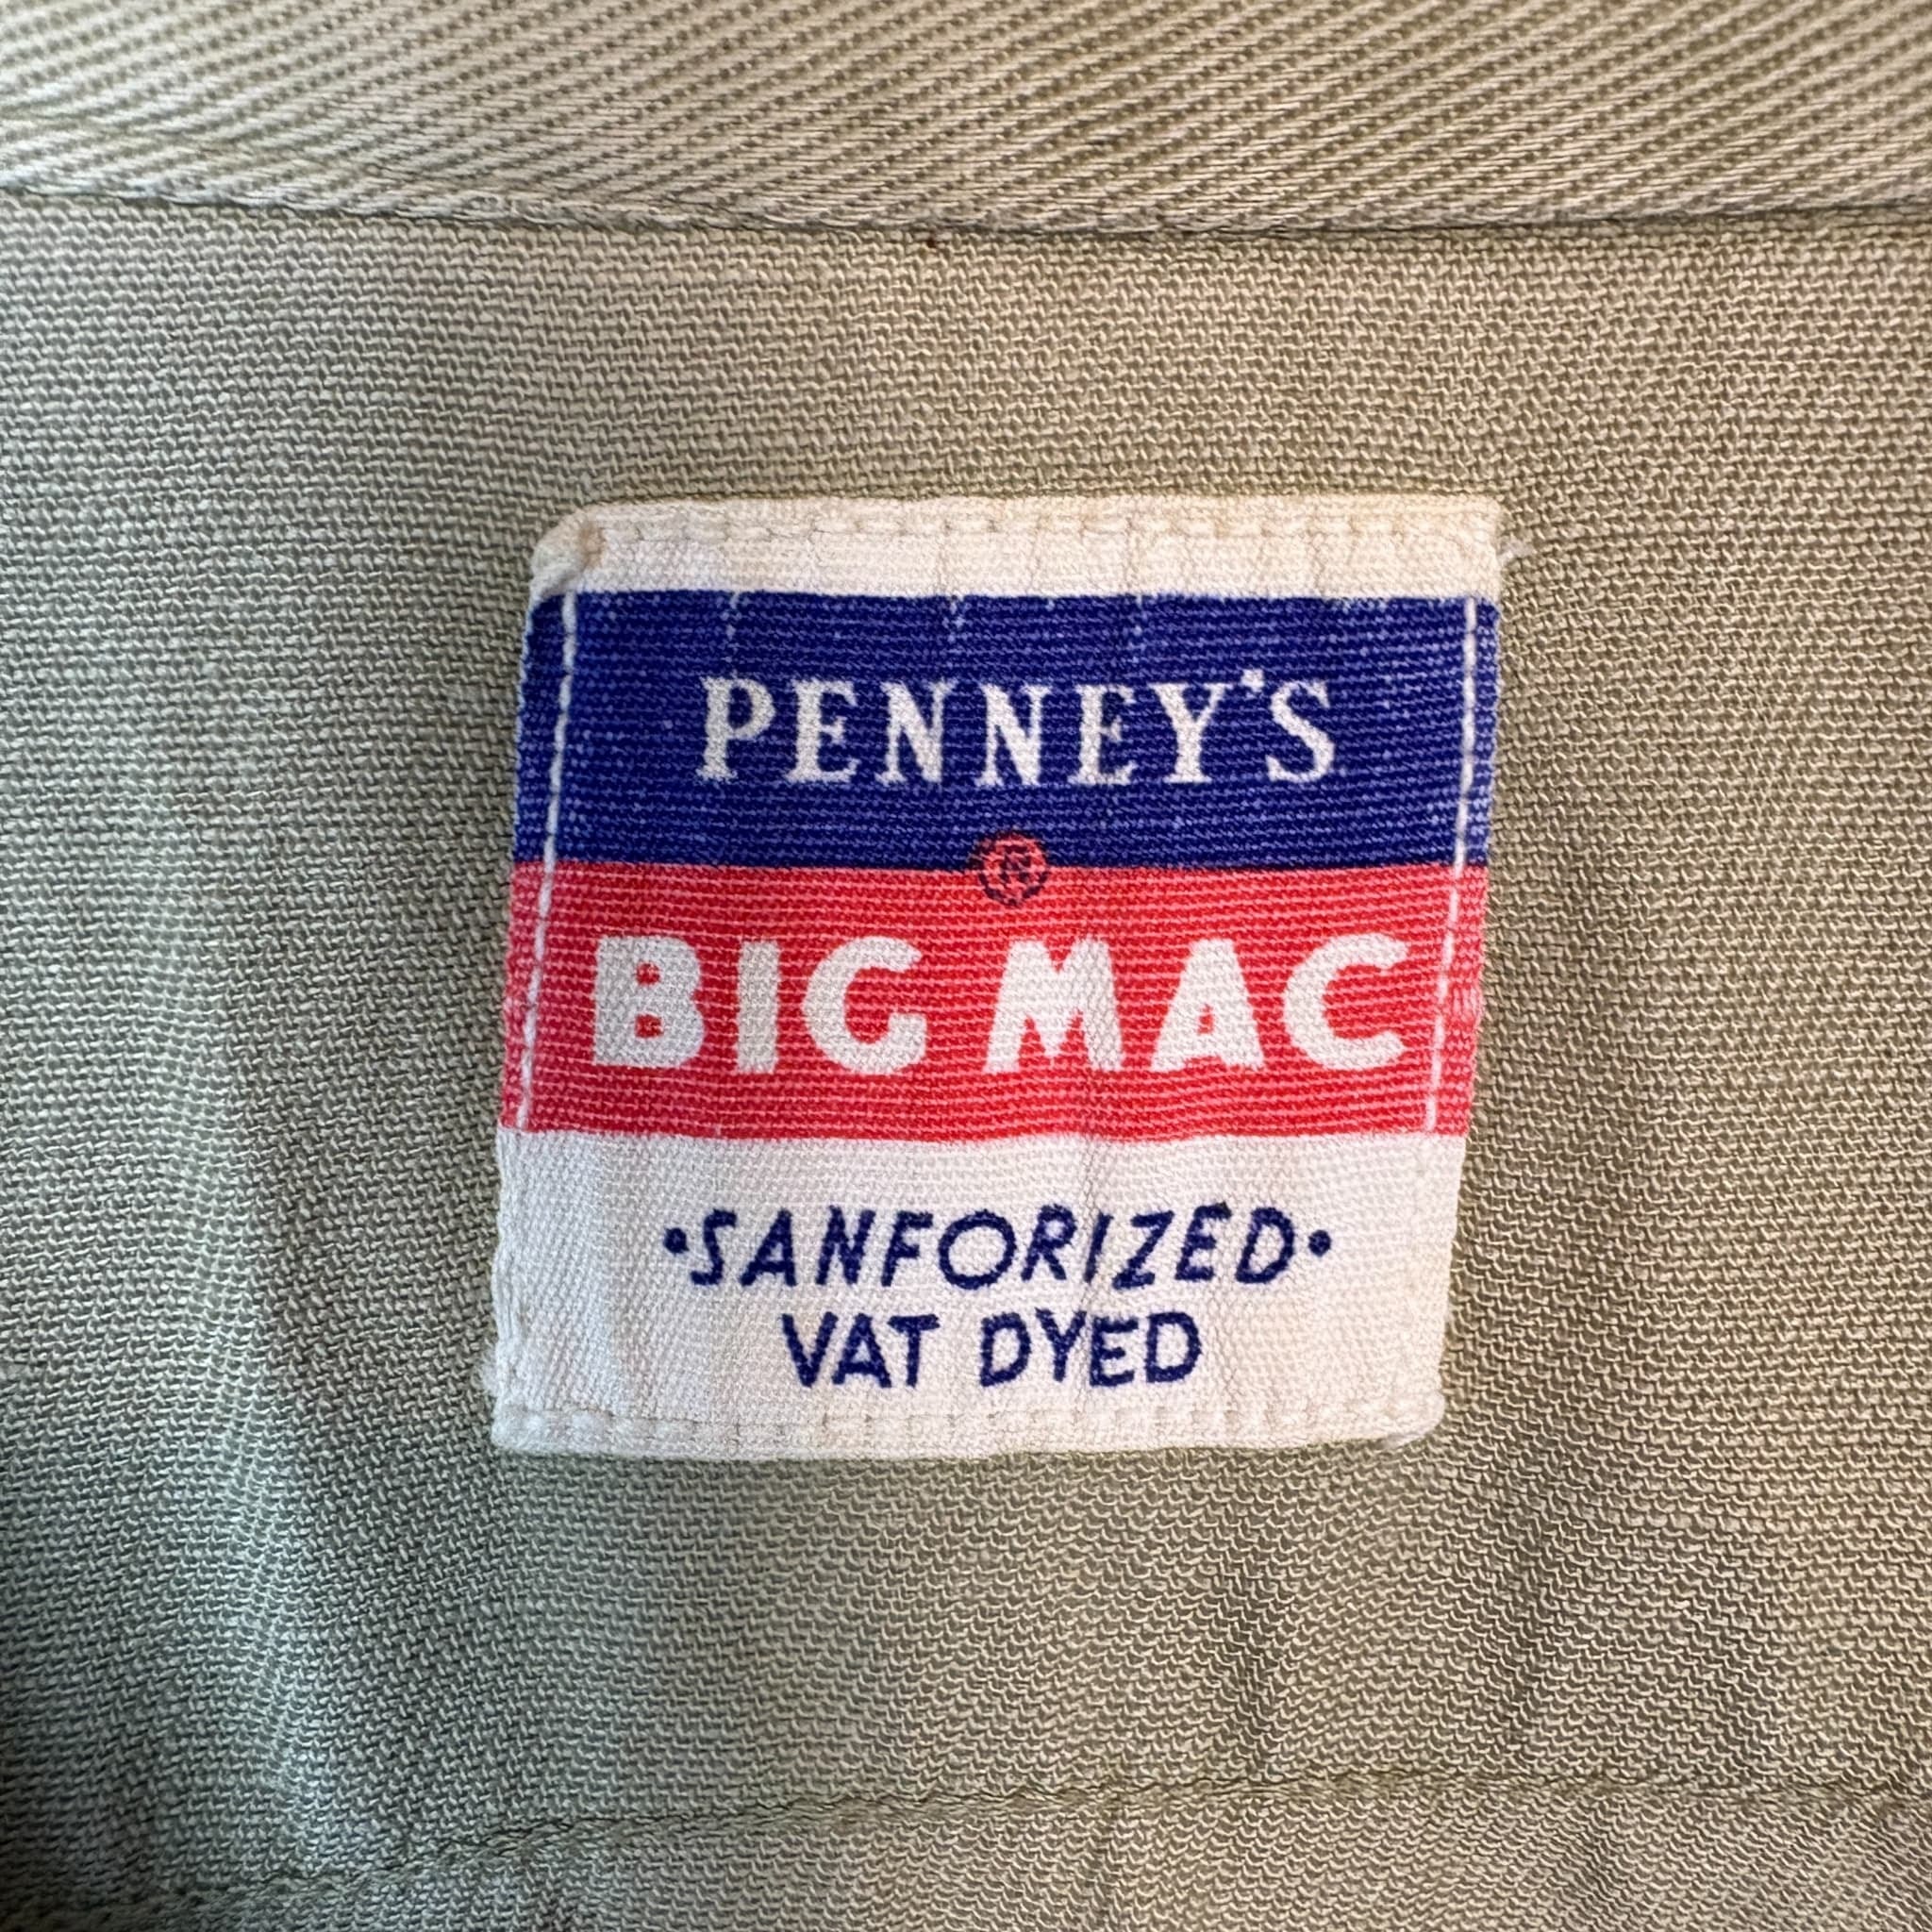 PENNEY'S
®
BIG MAC
•SANFORIZED•
VAT DYED